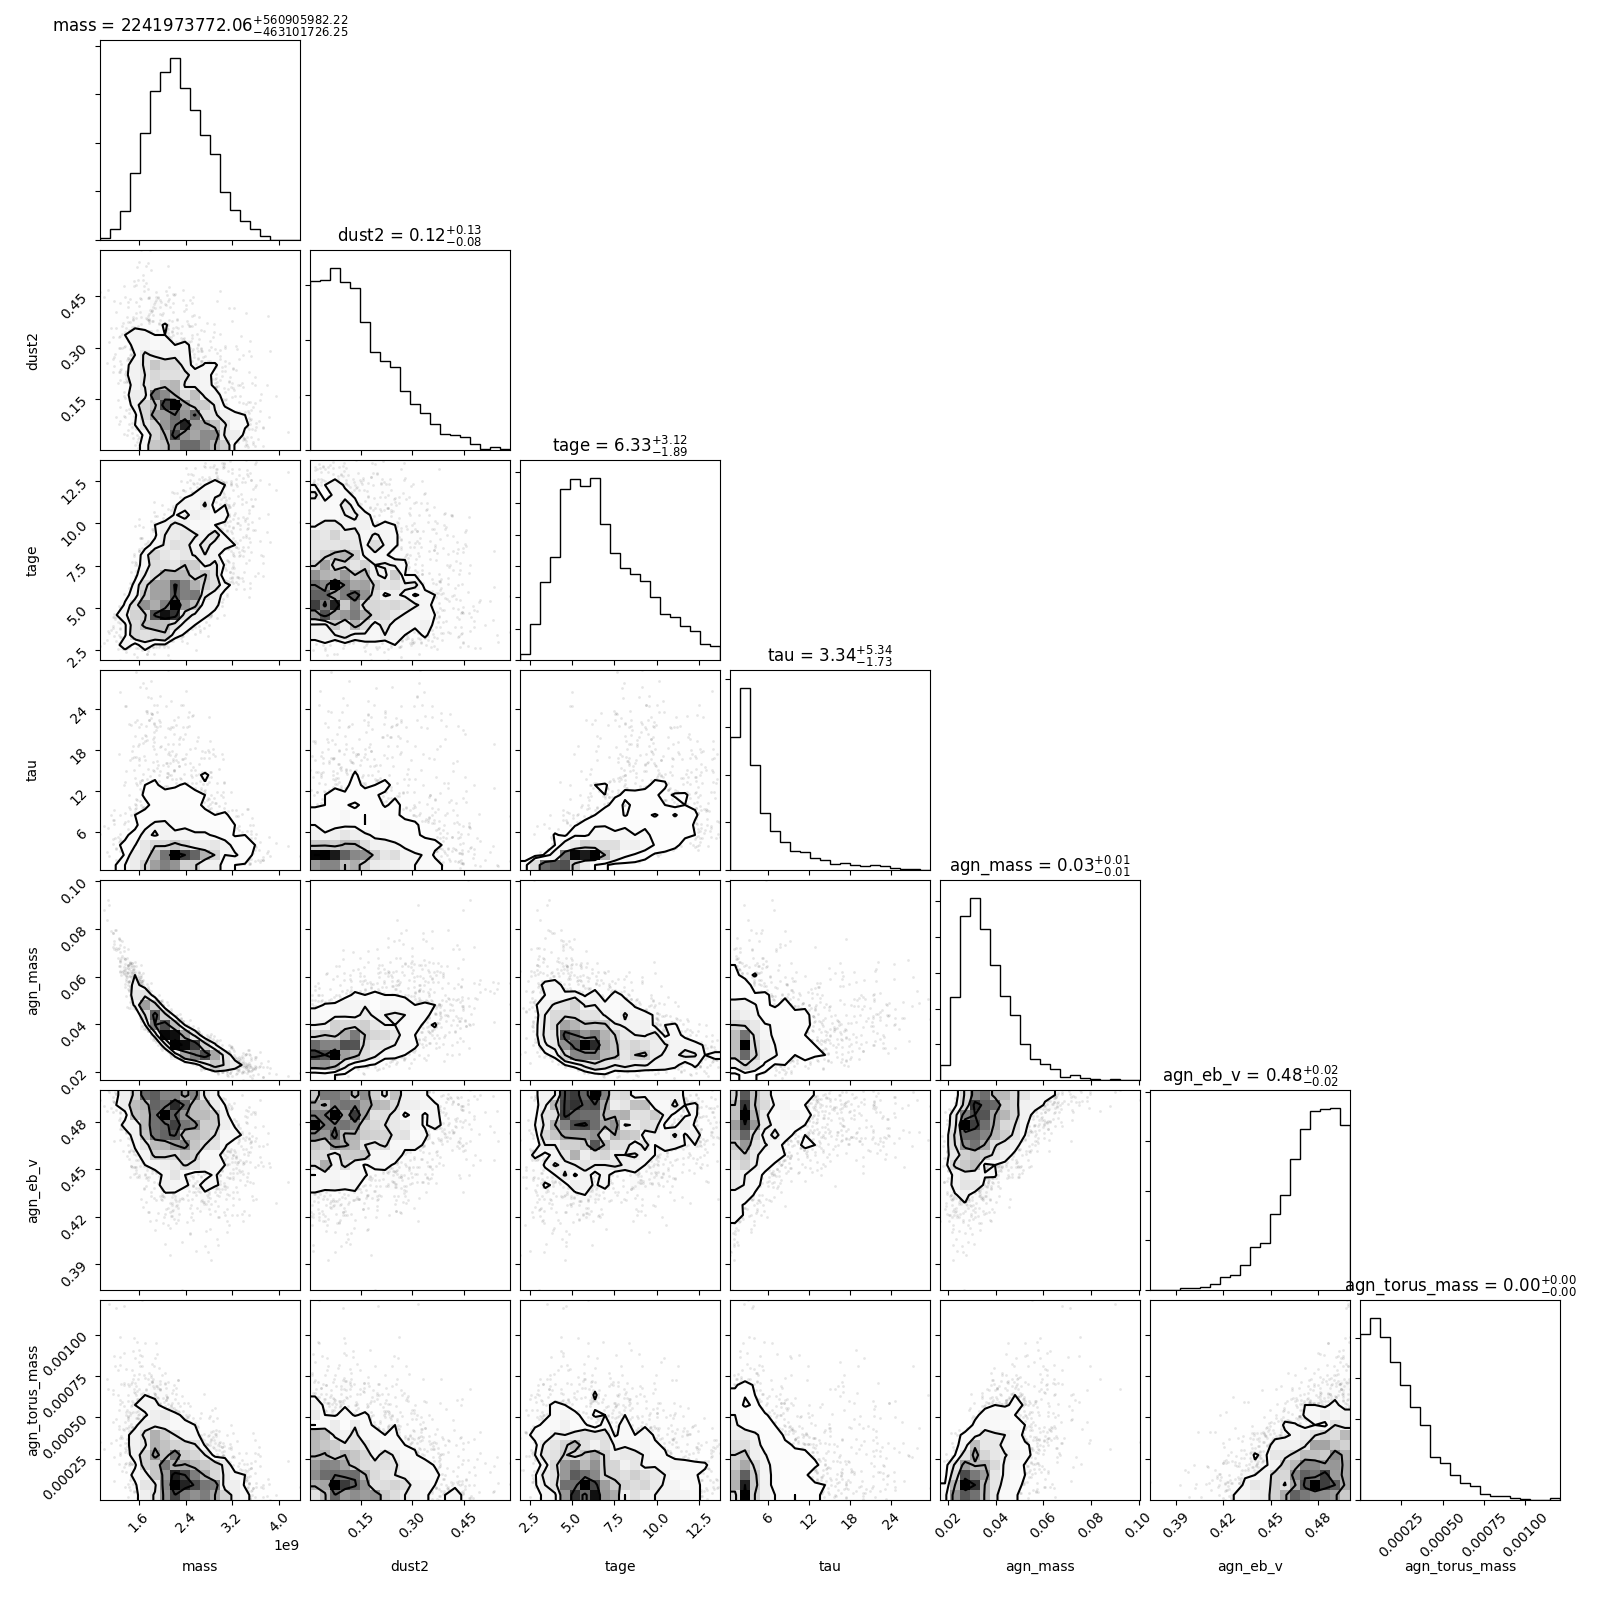 mass = 2241973772.06+560905982.22 −463101726.25
dust2 = 0.12+0.13 −0.08
0.45
0.30
0.15
dust2
tage = 6.33+3.12 −1.89
12.5
10.0
7.5
5.0
2.5
tage
tau = 3.34+5.34 −1.73
24
18
12
6
tau
agn_mass = 0.03+0.01 −0.01
0.10
0.08
0.06
0.04
0.02
agn_mass
agn_eb_v = 0.48+0.02 −0.02
0.48
0.45
0.42
0.39
agn_eb_v
agn_torus_mass = 0.00+0.00 −0.00
0.00100
0.00075
0.00050
0.00025
agn_torus_mass
1.6 2.4 3.2 4.0 0.15 0.30 0.45 2.5 5.0 7.5 10.0 12.5 6 12 18 24 0.02 0.04 0.06 0.08 0.10 0.39 0.42 0.45 0.48 0.00025 0.00050 0.00075 0.00100
1e9
mass dust2 tage tau agn_mass agn_eb_v agn_torus_mass